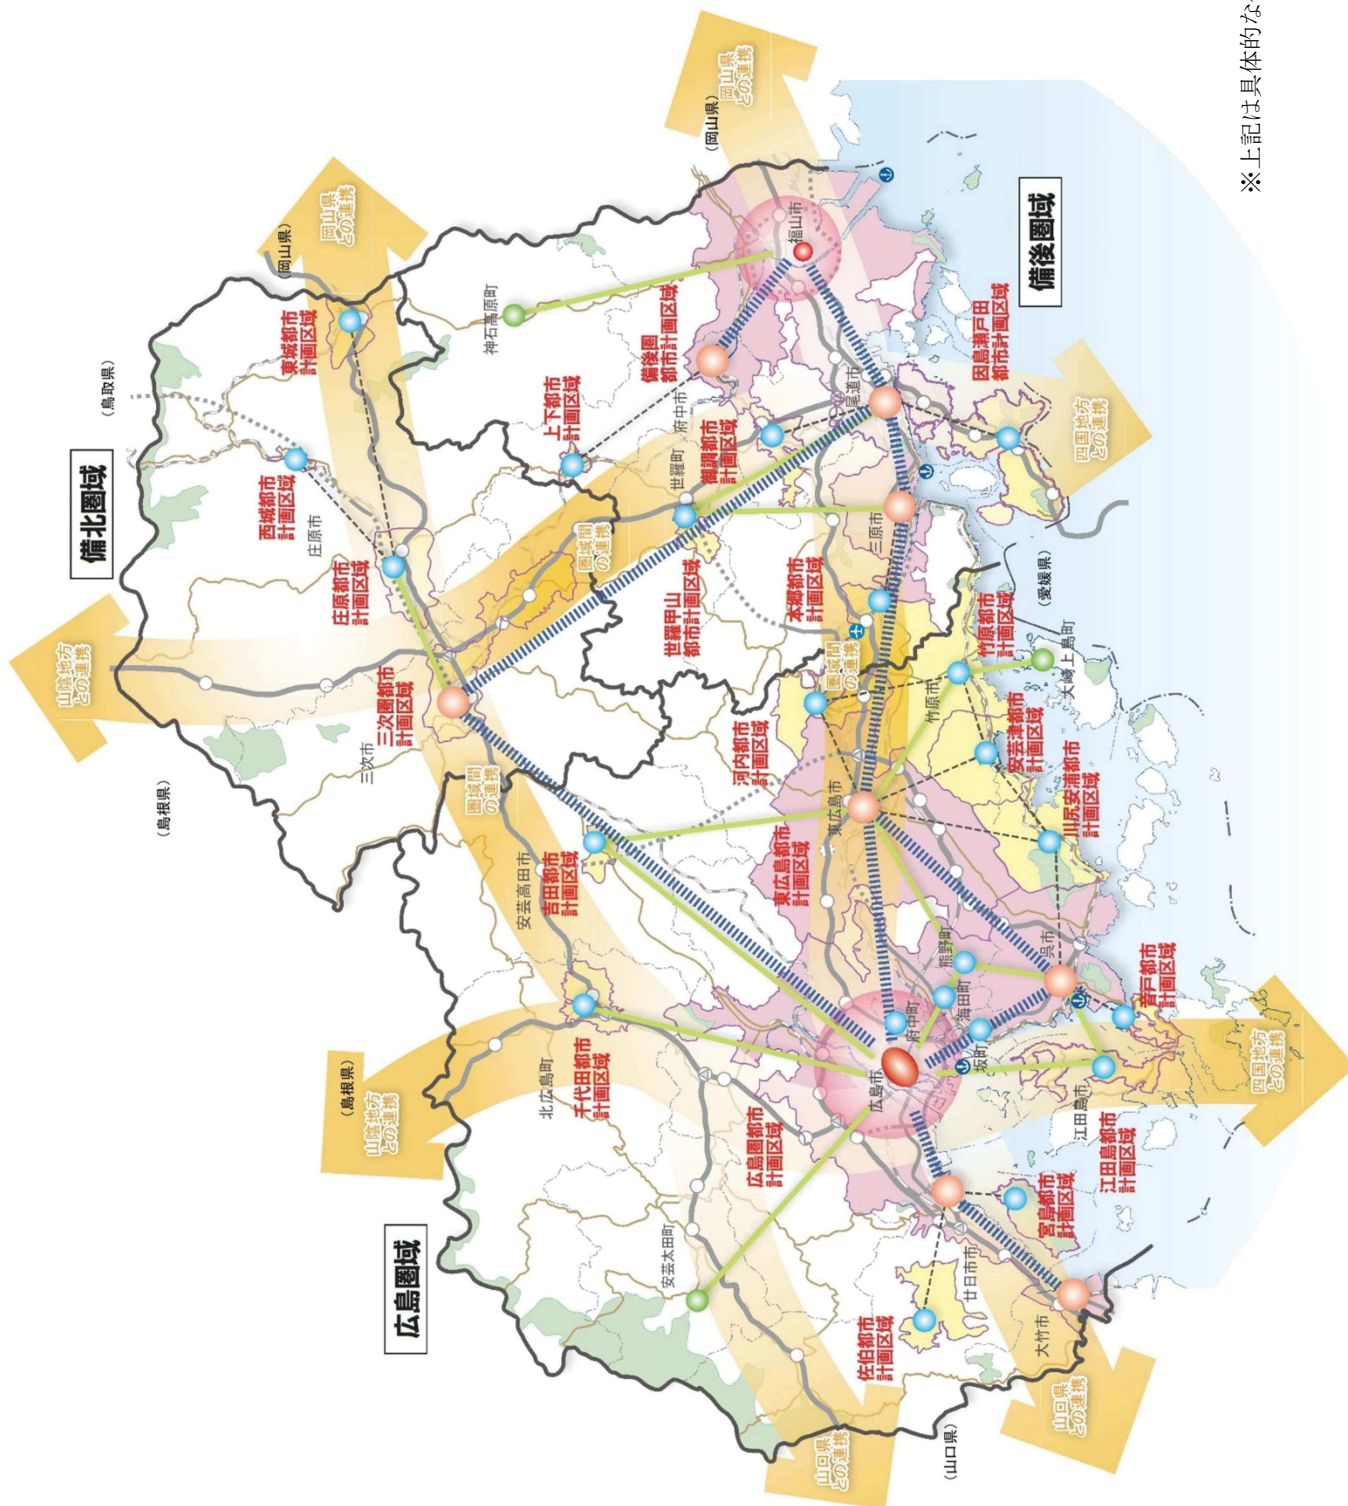 備北圏域
広島圏域
備後圏域
山陰地方
との連携
(島根県)
(鳥取県)
(岡山県)
岡山県
との連携
東城都市
計画区域
西城都市
計画区域
庄原市
庄原都市
計画区域
三次圏都市
計画区域
三次市
圏域間
の連携
神石高原町
上下都市
計画区域
圏域間
の連携
(岡山県)
岡山県
との連携
備後圏
都市計画区域
府中市
福山市
世羅町
御調都市
計画区域
尾道市
世羅甲山
都市計画区域
三原市
本郷都市
計画区域
圏域間
の連携
因島瀬戸田
都市計画区域
四国地方
との連携
(愛媛県)
山陰地方
との連携
(島根県)
北広島町
千代田都市
計画区域
安芸高田市
吉田都市
計画区域
河内都市
計画区域
東広島市
東広島都市
計画区域
竹原市
竹原都市
計画区域
大崎上島町
安芸津都市
計画区域
川尻安浦都市
計画区域
安芸太田町
広島圏都市
計画区域
広島市
府中町
海田町
熊野町
坂町
呉市
音戸都市
計画区域
江田島市
江田島都市
計画区域
四国地方
との連携
佐伯都市
計画区域
廿日市市
宮島都市
計画区域
大竹市
山口県
との連携
(山口県)
山口県
との連携
※上記は具体的な